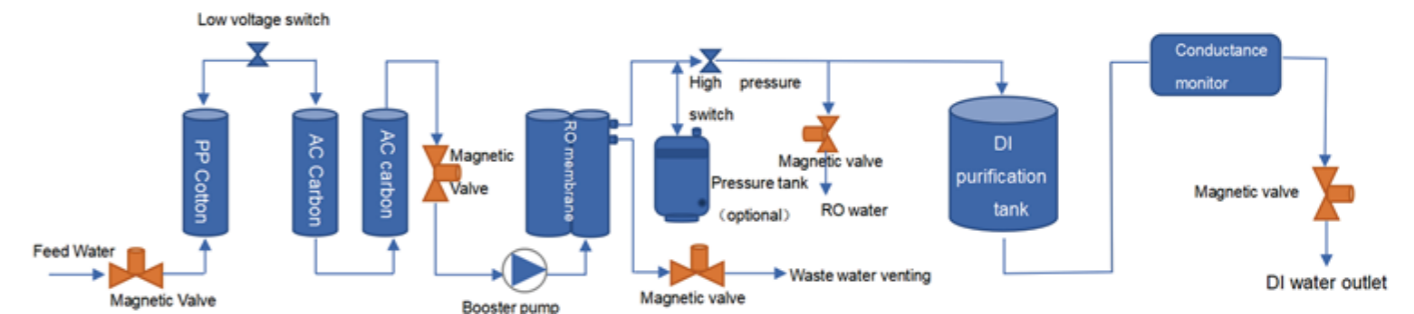 Low voltage switch
PP Cotton
AC Carbon
AC carbon
Feed Water
Magnetic Valve
Magnetic
Valve
Booster pump
RO membrane
High pressure
switch
Pressure tank
（optional）
Magnetic valve
RO water
Magnetic valve
Waste water venting
DI
purification
tank
Conductance
monitor
Magnetic valve
DI water outlet